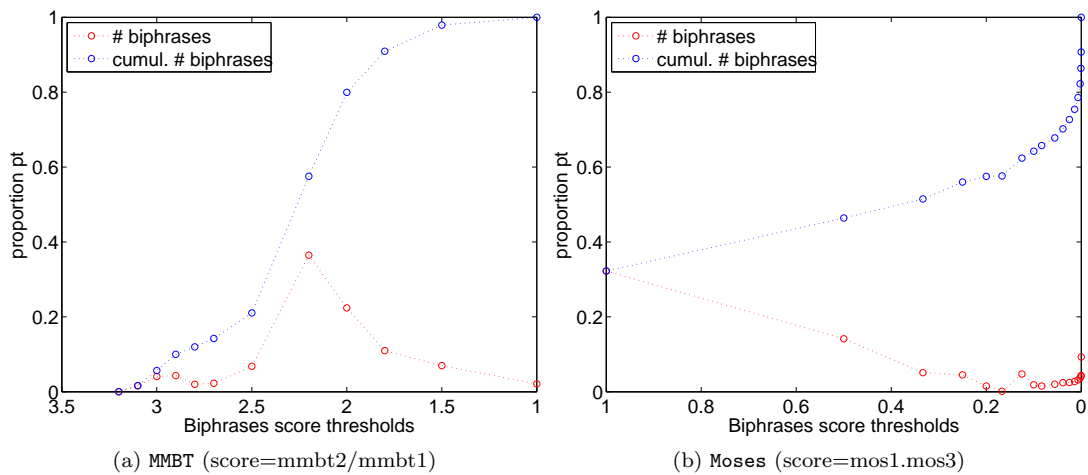 # biphrases
cumul. # biphrases
1
0.8
0.6
0.4
0.2
0
proportion pt
3.5
3
2.5
2
1.5
1
Biphrases score thresholds
(a) MMBT (score=mmbt2/mmbt1)
# biphrases
cumul. # biphrases
1
0.8
0.6
0.4
0.2
0
proportion pt
1
0.8
0.6
0.4
0.2
0
Biphrases score thresholds
(b) Moses (score=mos1.mos3)